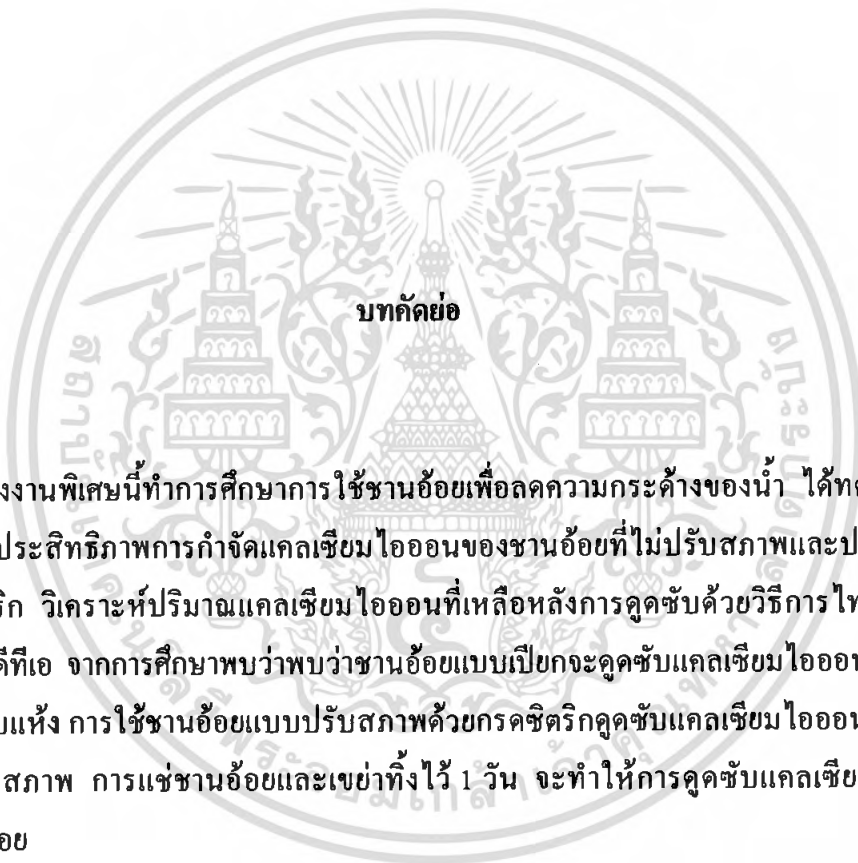 บทคัดย่อ
งงานพิเศษนี้ทำการศึกษาการใช้ชานอ้อยเพื่อลดความกระด้างของน้ำ ได้ทด
ประสิทธิภาพการกำจัดแคลเซียมไอออนของชานอ้อยที่ไม่ปรับสภาพและป
ริก วิเคราะห์ปริมาณแคลเซียมไอออนที่เหลือหลังการดูดซับด้วยวิธีการไท
ดีทีเอ จากการศึกษาพบว่าพบว่าชานอ้อยแบบเปียกจะดูดซับแคลเซียมไอออน
บแห้ง การใช้ชานอ้อยแบบปรับสภาพด้วยกรดซิตริกดูดซับแคลเซียมไอออน
สภาพ การแช่ชานอ้อยและเขย่าทิ้งไว้ 1 วัน จะทำให้การดูดซับแคลเซีย
อย